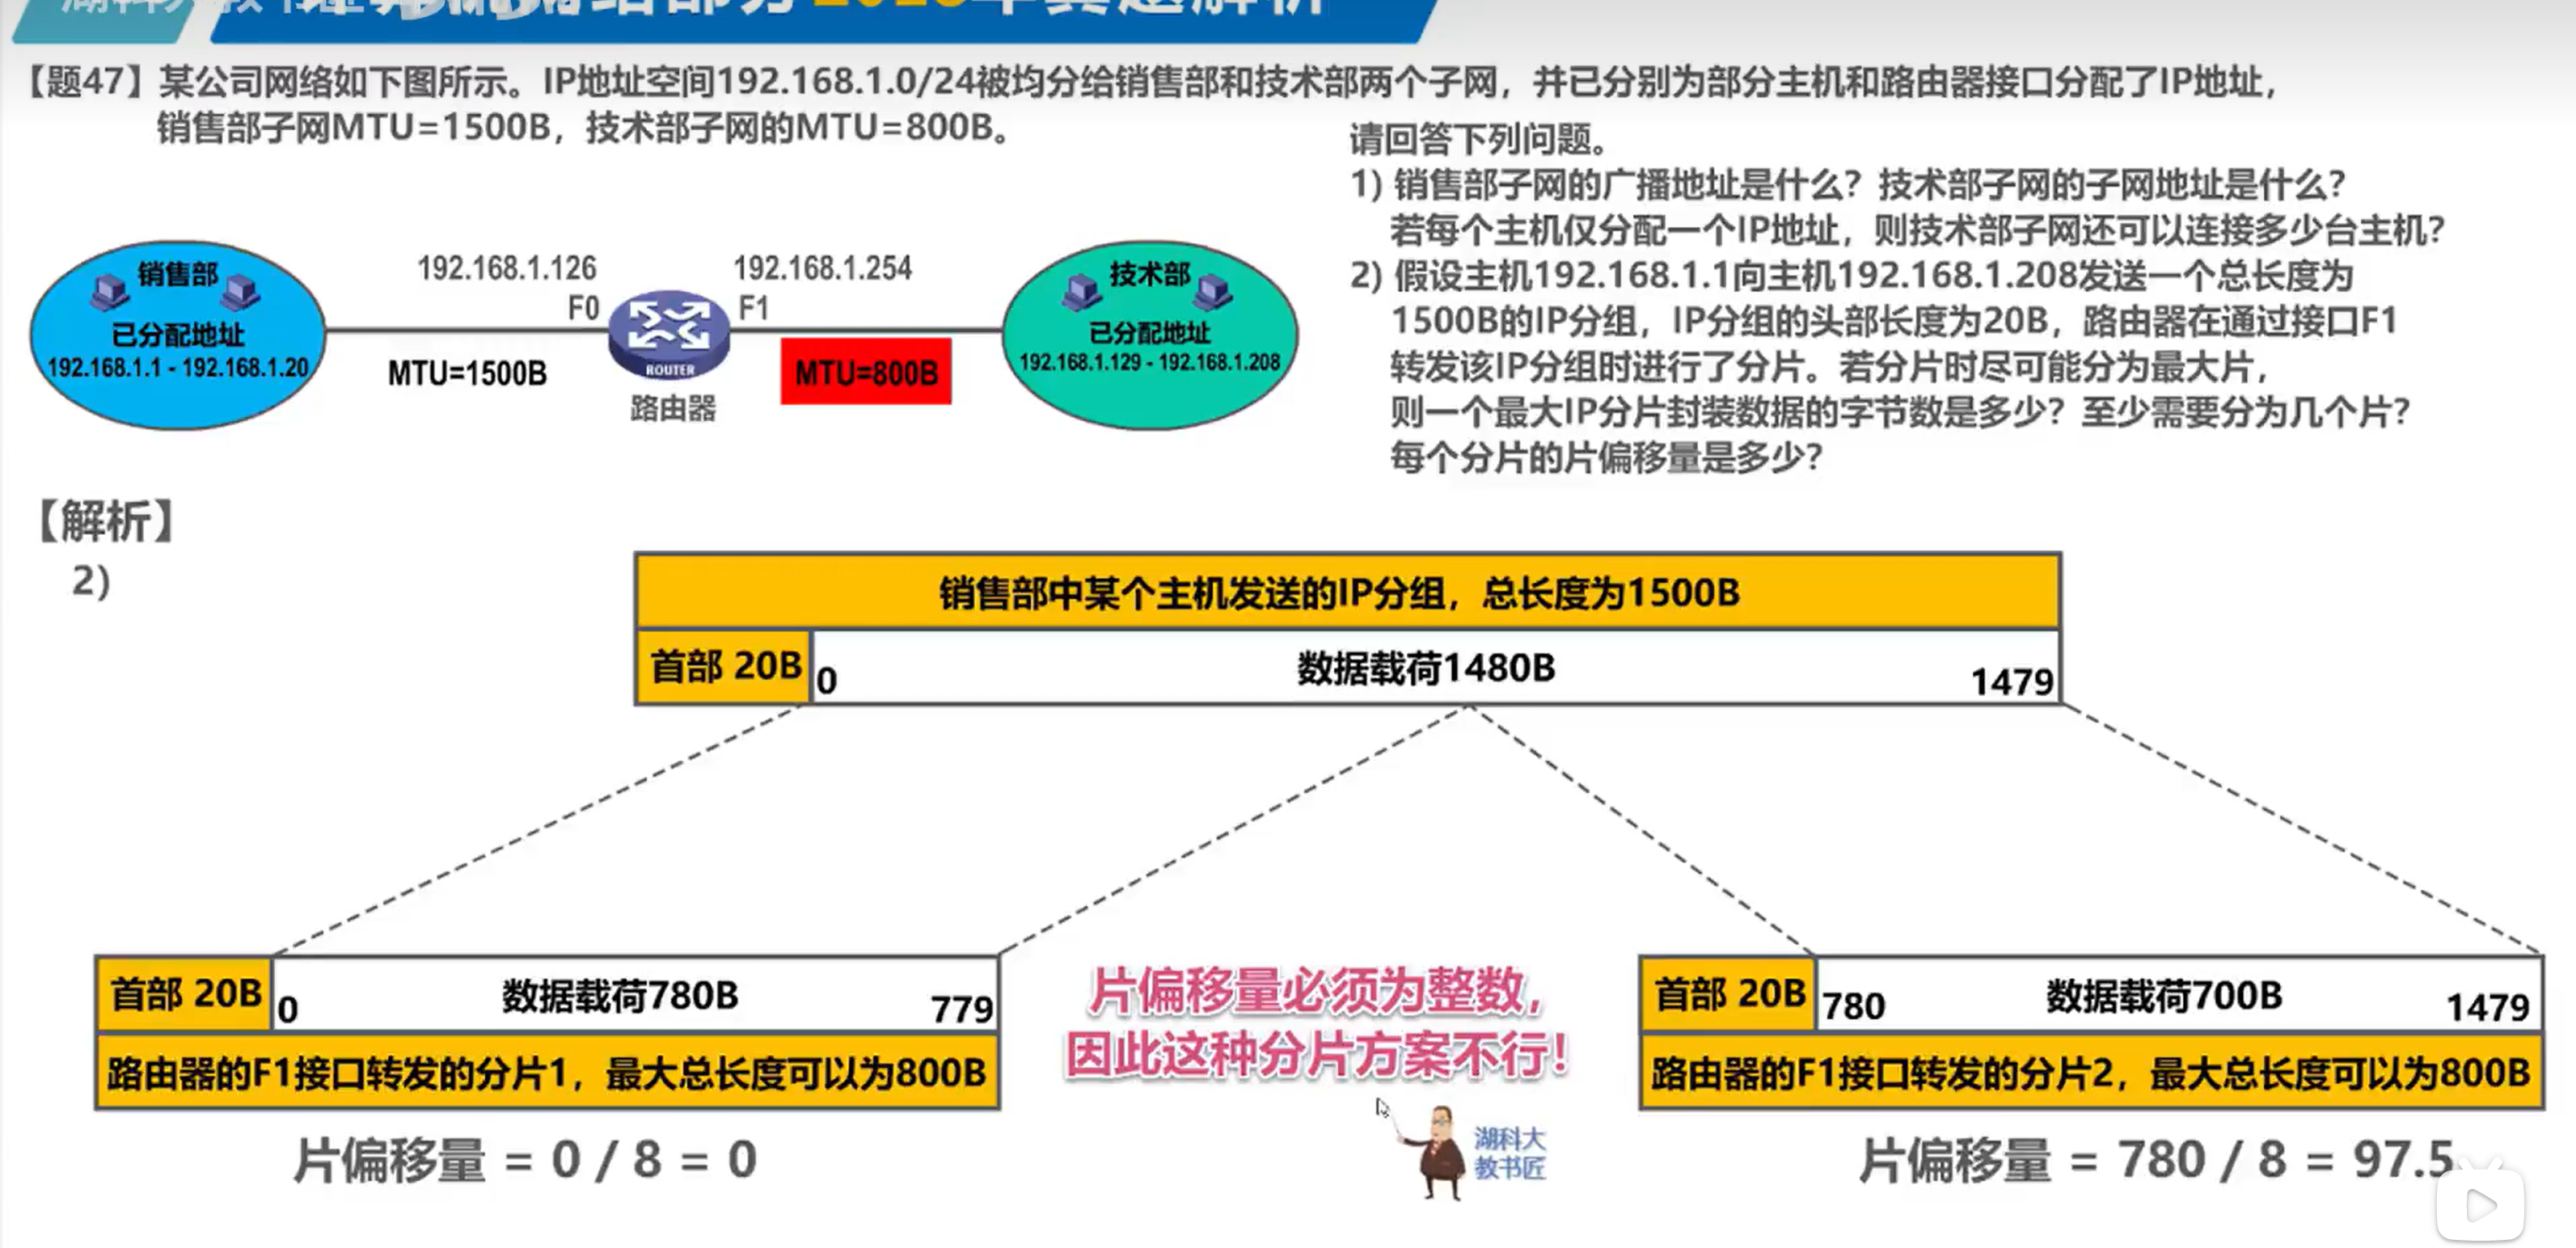 年真题解析
【题47】某公司网络如下图所示。IP地址空间192.168.1.0/24被均分给销售部和技术部两个子网，并已分别为部分主机和路由器接口分配了IP地址，
销售部子网MTU=1500B，技术部子网的MTU=800B。
请回答下列问题。
1) 销售部子网的广播地址是什么？技术部子网的子网地址是什么？
若每个主机仅分配一个IP地址，则技术部子网还可以连接多少台主机？
2) 假设主机192.168.1.1向主机192.168.1.208发送一个总长度为
1500B的IP分组，IP分组的头部长度为20B，路由器在通过接口F1
转发该IP分组时进行了分片。若分片时尽可能分为最大片，
则一个最大IP分片封装数据的字节数是多少？至少需要分为几个片？
每个分片的片偏移量是多少？
销售部
已分配地址
192.168.1.1 - 192.168.1.20
192.168.1.126
F0
MTU=1500B
ROUTER
路由器
192.168.1.254
F1
MTU=800B
技术部
已分配地址
192.168.1.129 - 192.168.1.208
【解析】
2)
销售部中某个主机发送的IP分组，总长度为1500B
首部 20B
0
数据载荷1480B
1479
首部 20B
0
数据载荷780B
779
路由器的F1接口转发的分片1，最大总长度可以为800B
片偏移量 = 0 / 8 = 0
片偏移量必须为整数，
因此这种分片方案不行！
湖科大
教书匠
首部 20B
780
数据载荷700B
1479
路由器的F1接口转发的分片2，最大总长度可以为800B
片偏移量 = 780 / 8 = 97.5